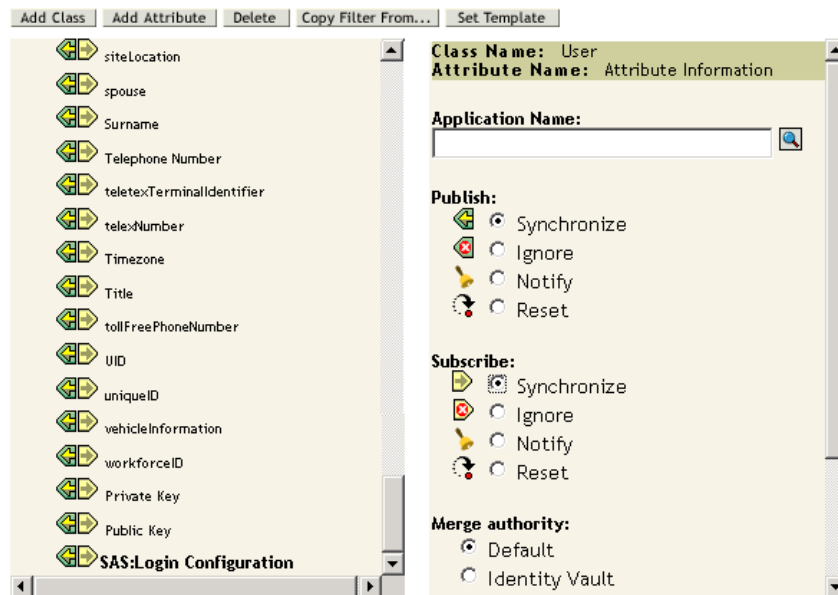 Add Class Add Attribute Delete Copy Filter From... Set Template
siteLocation
spouse
Surname
Telephone Number
teletexTerminalIdentifier
telexNumber
Timezone
Title
tollFreePhoneNumber
UID
uniqueID
vehicleInformation
workforceID
Private Key
Public Key
SAS:Login Configuration
Class Name: User
Attribute Name: Attribute Information
Application Name:
Publish:
Synchronize
Ignore
Notify
Reset
Subscribe:
Synchronize
Ignore
Notify
Reset
Merge authority:
Default
Identity Vault